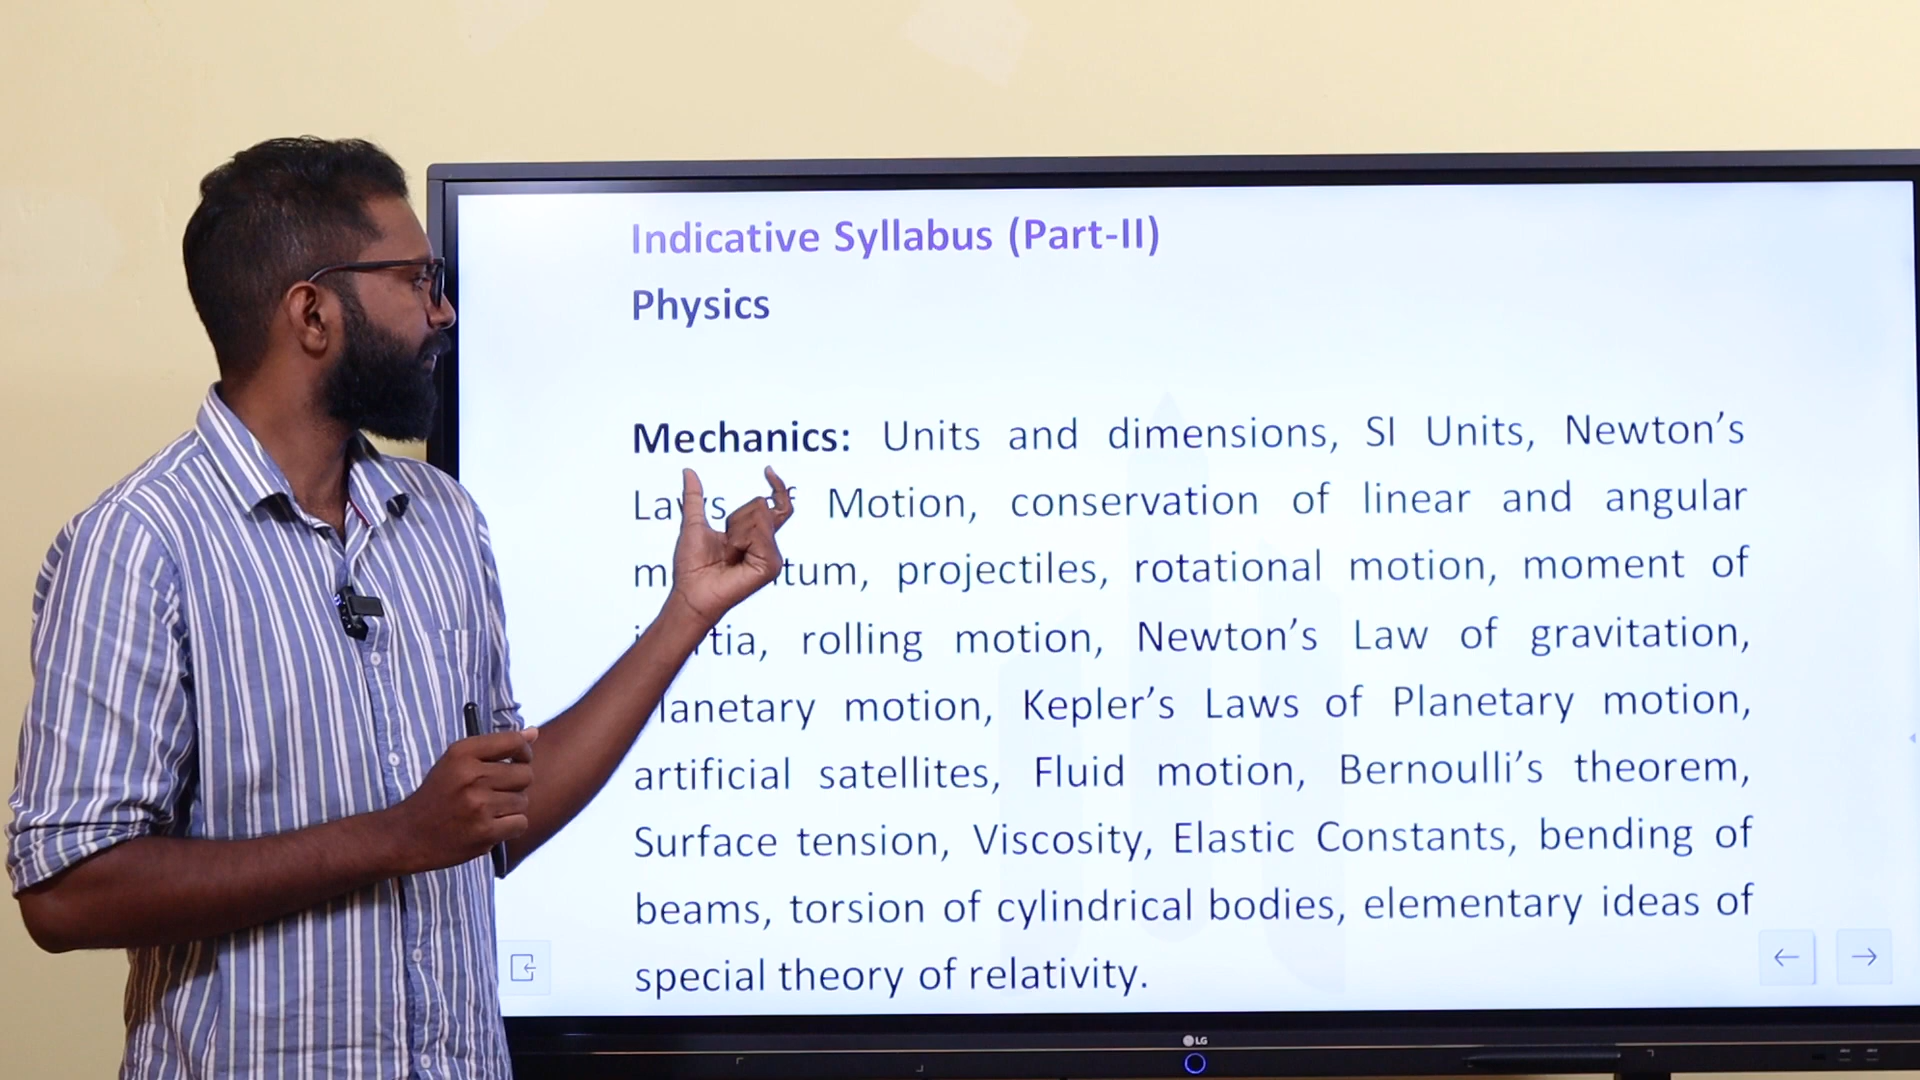 Indicative Syllabus (Part-II)
Physics
Mechanics: Units and dimensions, SI Units, Newton's
Laws of Motion, conservation of linear and angular
projectiles, rotational motion, moment of
rolling motion, Newton's Law of gravitation,
motion, Kepler's Laws of Planetary motion,
artificial satellites, Fluid motion, Bernoulli's theorem,
Surface tension, Viscosity, Elastic Constants, bending of
beams, torsion of cylindrical bodies, elementary ideas of
special theory of relativity.
LG